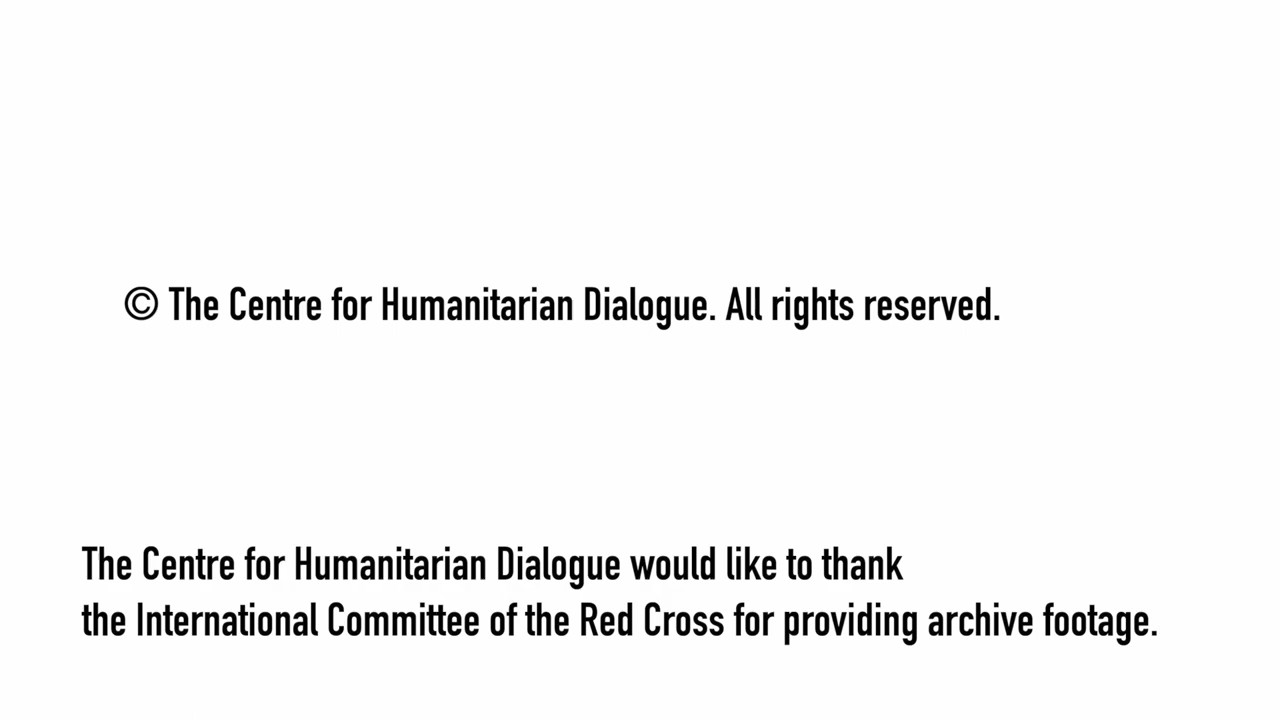 © The Centre for Humanitarian Dialogue. All rights reserved.
The Centre for Humanitarian Dialogue would like to thank
the International Committee of the Red Cross for providing archive footage.